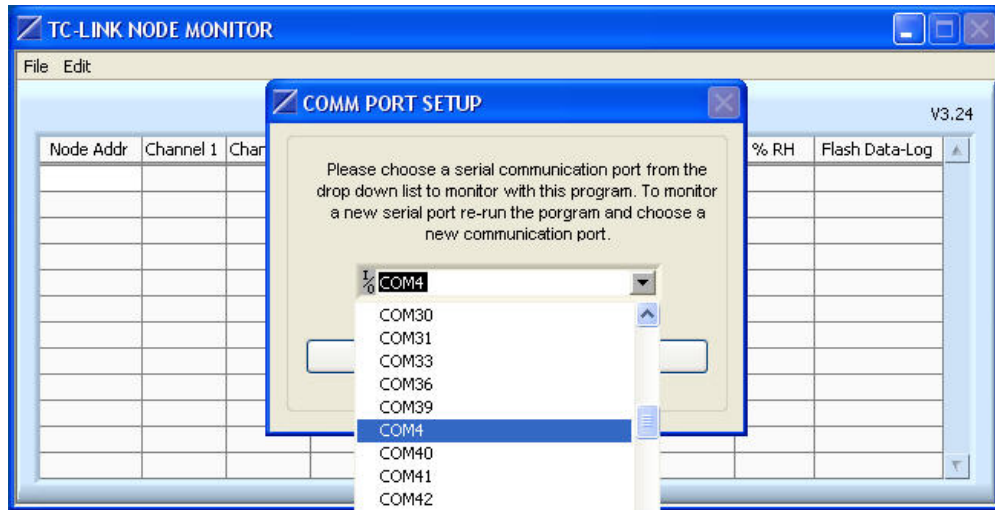 TC-LINK NODE MONITOR
File Edit
COMM PORT SETUP
V3.24
Node Addr Channel 1 Chan % RH Flash Data-Log
Please choose a serial communication port from the
drop down list to monitor with this program. To monitor
a new serial port re-run the porgram and choose a
new communication port.
I/O COM4
COM30
COM31
COM33
COM36
COM39
COM4
COM40
COM41
COM42